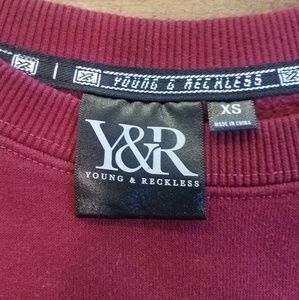 YOUNG & RECKLESS
XS
MADE IN CHINA
Y&R
YOUNG & RECKLESS